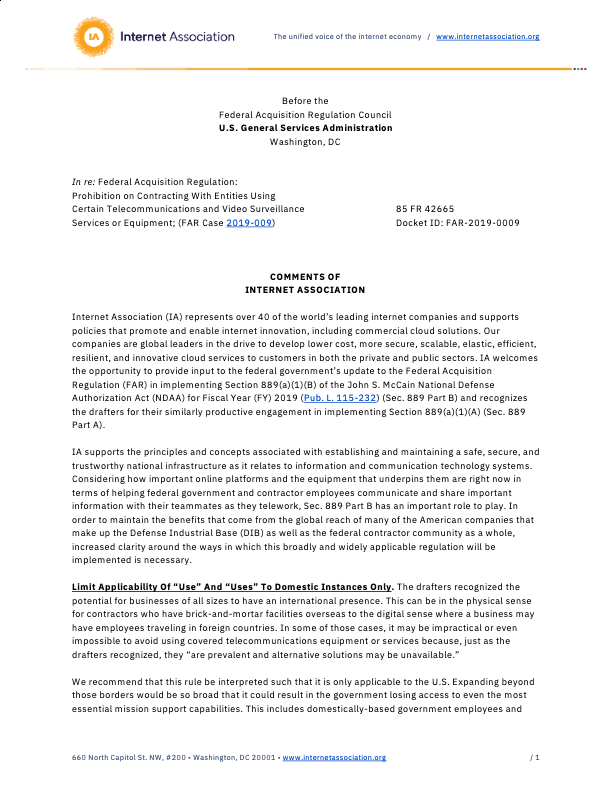 IA Internet Association
The unified voice of the internet economy / www.internetassociation.org
Before the
Federal Acquisition Regulation Council
U.S. General Services Administration
Washington, DC
In re: Federal Acquisition Regulation:
Prohibition on Contracting With Entities Using
Certain Telecommunications and Video Surveillance 85 FR 42665
Services or Equipment; (FAR Case 2019-009) Docket ID: FAR-2019-0009
COMMENTS OF
INTERNET ASSOCIATION
Internet Association (IA) represents over 40 of the world’s leading internet companies and supports
policies that promote and enable internet innovation, including commercial cloud solutions. Our
companies are global leaders in the drive to develop lower cost, more secure, scalable, elastic, efficient,
resilient, and innovative cloud services to customers in both the private and public sectors. IA welcomes
the opportunity to provide input to the federal government’s update to the Federal Acquisition
Regulation (FAR) in implementing Section 889(a)(1)(B) of the John S. McCain National Defense
Authorization Act (NDAA) for Fiscal Year (FY) 2019 (Pub. L. 115-232) (Sec. 889 Part B) and recognizes
the drafters for their similarly productive engagement in implementing Section 889(a)(1)(A) (Sec. 889
Part A).
IA supports the principles and concepts associated with establishing and maintaining a safe, secure, and
trustworthy national infrastructure as it relates to information and communication technology systems.
Considering how important online platforms and the equipment that underpins them are right now in
terms of helping federal government and contractor employees communicate and share important
information with their teammates as they telework, Sec. 889 Part B has an important role to play. In
order to maintain the benefits that come from the global reach of many of the American companies that
make up the Defense Industrial Base (DIB) as well as the federal contractor community as a whole,
increased clarity around the ways in which this broadly and widely applicable regulation will be
implemented is necessary.
Limit Applicability Of “Use” And “Uses” To Domestic Instances Only. The drafters recognized the
potential for businesses of all sizes to have an international presence. This can be in the physical sense
for contractors who have brick-and-mortar facilities overseas to the digital sense where a business may
have employees traveling in foreign countries. In some of those cases, it may be impractical or even
impossible to avoid using covered telecommunications equipment or services because, just as the
drafters recognized, they “are prevalent and alternative solutions may be unavailable.”
We recommend that this rule be interpreted such that it is only applicable to the U.S. Expanding beyond
those borders would be so broad that it could result in the government losing access to even the most
essential mission support capabilities. This includes domestically-based government employees and
660 North Capitol St. NW, #200 • Washington, DC 20001 • www.internetassociation.org / 1